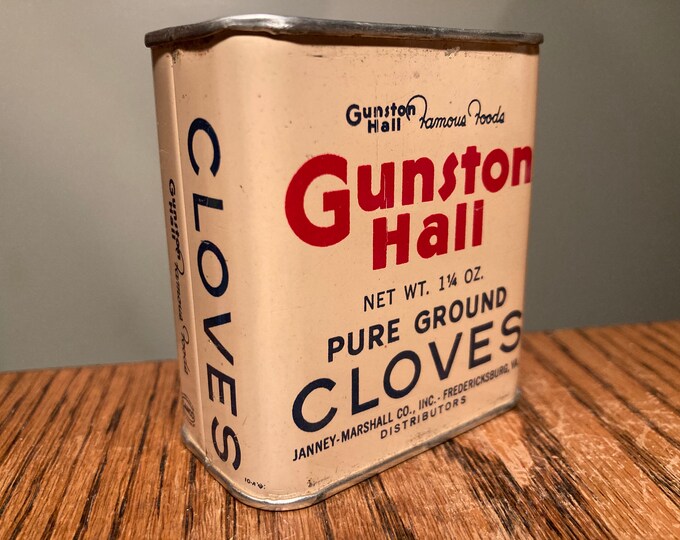 Gunston Hall Famous Foods
Gunston
Hall
NET WT. 1¼ OZ.
PURE GROUND
CLOVES
JANNEY-MARSHALL CO., INC.- FREDERICKSBURG, VA.
DISTRIBUTORS
CLOVES
Gunston Hall Famous Foods